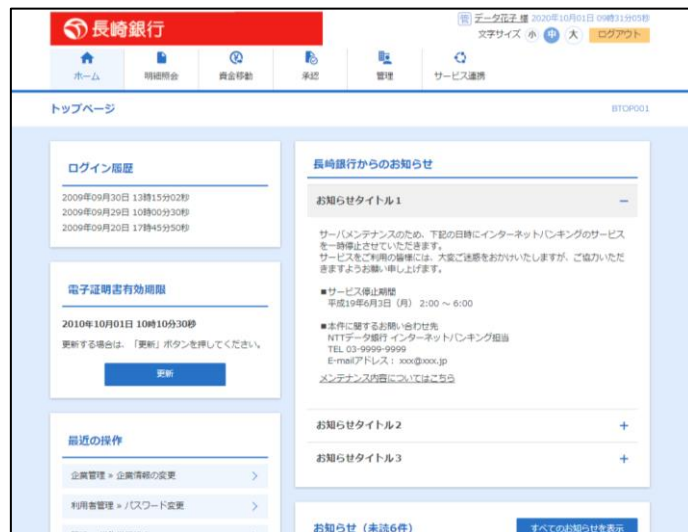 長崎銀行
管 データ花子 様 2020年10月01日 09時31分05秒
文字サイズ 小 中 大 ログアウト
ホーム 明細照会 資金移動 承認 管理 サービス連携
トップページ
BTOP001
ログイン履歴
2009年09月30日 13時15分02秒
2009年09月29日 10時00分30秒
2009年09月20日 17時45分50秒
電子証明書有効期限
2010年10月01日 10時10分30秒
更新する場合は、「更新」ボタンを押してください。
更新
最近の操作
企業管理 » 企業情報の変更
利用者管理 » パスワード変更
長崎銀行からのお知らせ
お知らせタイトル1
サーバメンテナンスのため、下記の日時にインターネットバンキングのサービス
を一時停止させていただきます。
サービスをご利用の皆様には、大変ご迷惑をおかけいたしますが、ご協力いただ
きますようお願い申し上げます。
■サービス停止期間
平成19年6月3日（月） 2:00 ～ 6:00
■本件に関するお問い合わせ先
NTTデータ銀行 インターネットバンキング担当
TEL 03-9999-9999
E-mailアドレス： xxx@xxx.jp
メンテナンス内容についてはこちら
お知らせタイトル2
お知らせタイトル3
お知らせ（未読6件）
すべてのお知らせを表示